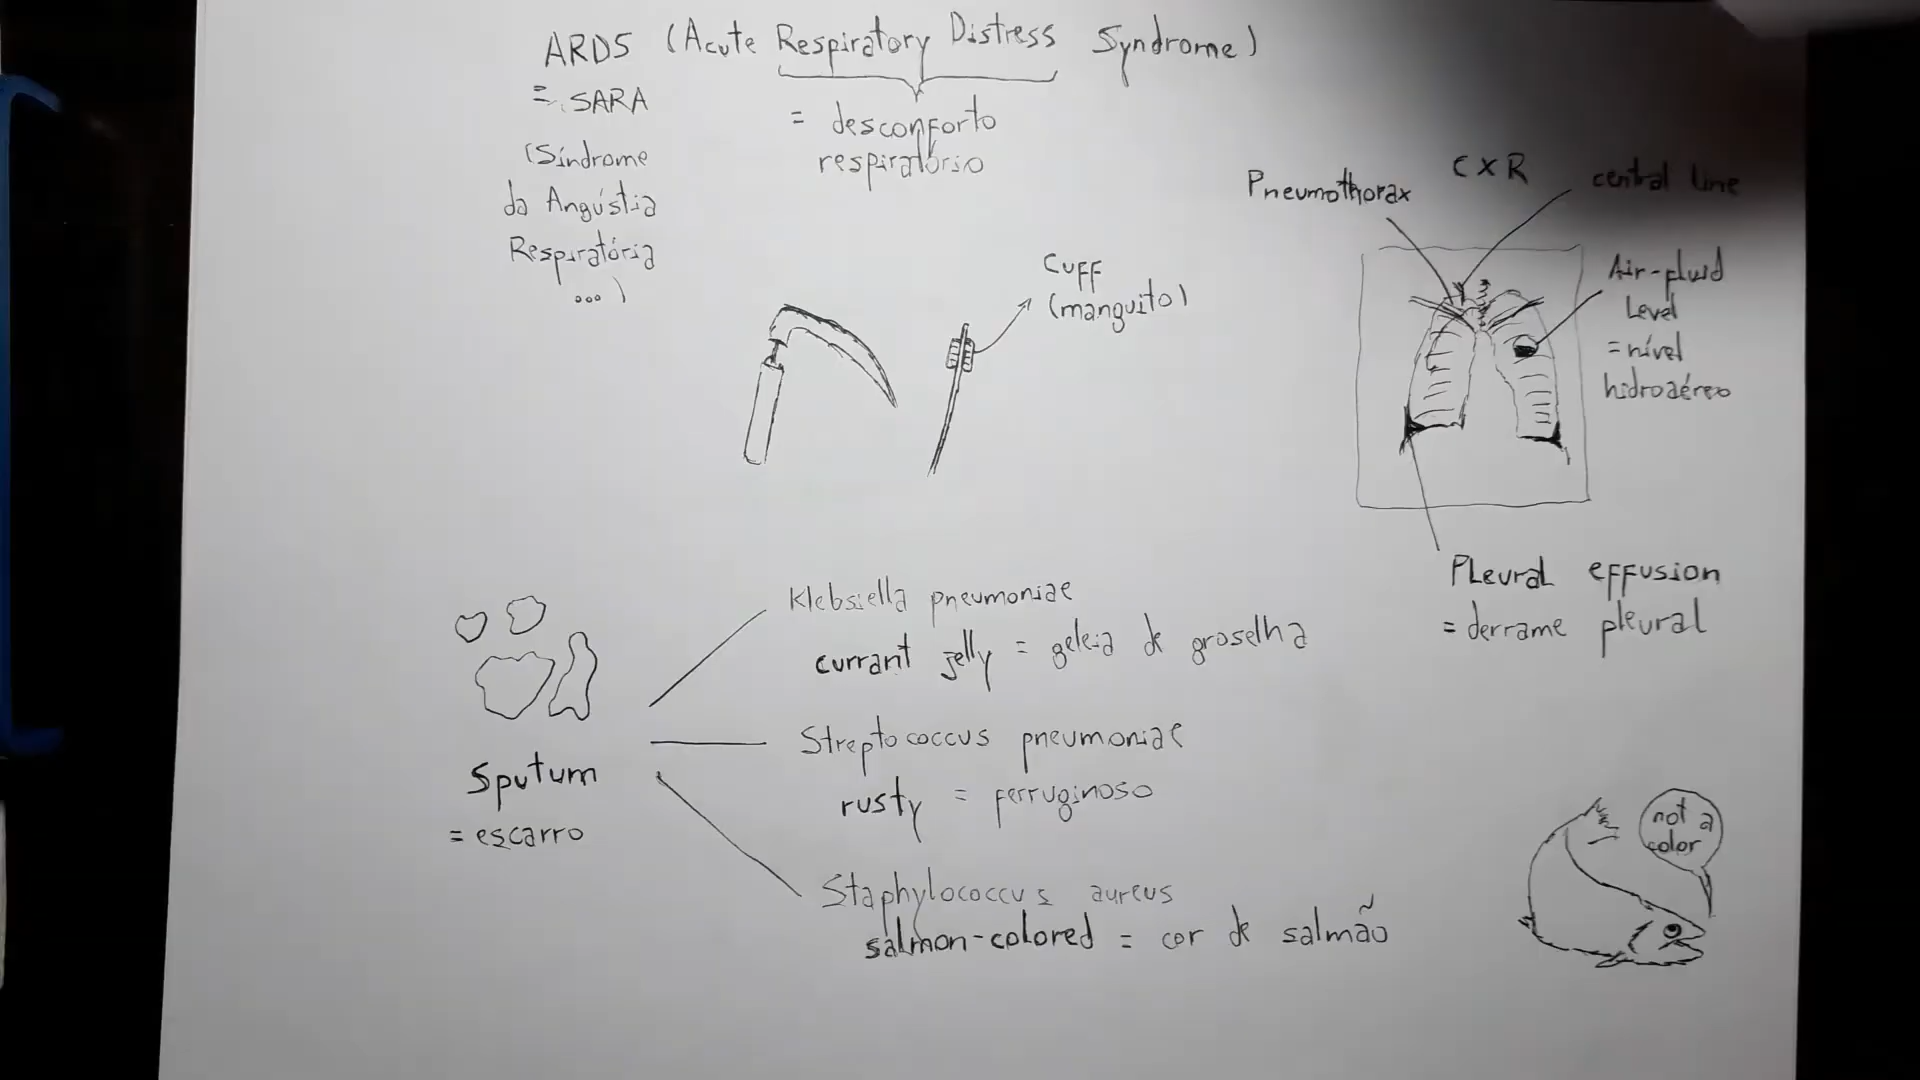 ARDS (Acute Respiratory Distress Syndrome)
= SARA
(Síndrome
da Angústia
Respiratória
...)
= desconforto
respiratório
Cuff
(manguito)
CXR
Pneumothorax
central line
Air-fluid
Level
= nível
hidroaéreo
Pleural effusion
= derrame pleural
Sputum
= escarro
Klebsiella pneumoniae
currant jelly = geleia de groselha
Streptococcus pneumoniae
rusty = ferruginoso
Staphylococcus aureus
salmon-colored = cor de salmão
not a
color